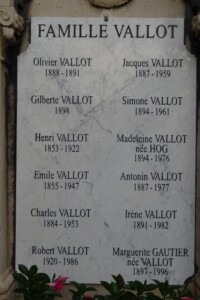 FAMILLE VALLOT
Olivier VALLOT
1888-1891
Jacques VALLOT
1887-1959
Gilberte VALLOT
1898
Simone VALLOT
1894-1961
Henri VALLOT
1853-1922
Madeleine VALLOT
née HOG
1894-1976
Emile VALLOT
1855-1947
Antonin VALLOT
1887-1977
Charles VALLOT
1884-1953
Irène VALLOT
1891-1982
Robert VALLOT
1920-1986
Marguerite GAUTIER
née VALLOT
1897-1996